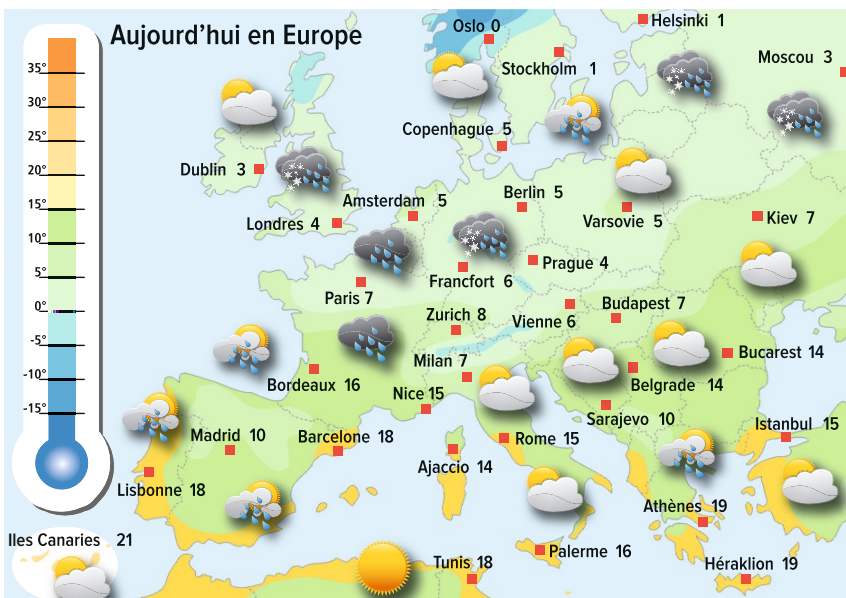 Aujourd'hui en Europe
35°
30°
25°
20°
15°
10°
5°
0°
-5°
-10°
-15°
Oslo 0
Helsinki 1
Stockholm 1
Moscou 3
Copenhague 5
Dublin 3
Amsterdam 5
Berlin 5
Londres 4
Varsovie 5
Kiev 7
Prague 4
Francfort 6
Paris 7
Zurich 8
Vienne 6
Budapest 7
Milan 7
Bucarest 14
Bordeaux 16
Belgrade 14
Nice 15
Sarajevo 10
Istanbul 15
Madrid 10
Barcelone 18
Rome 15
Ajaccio 14
Lisbonne 18
Athènes 19
Iles Canaries 21
Tunis 18
Palerme 16
Héraklion 19